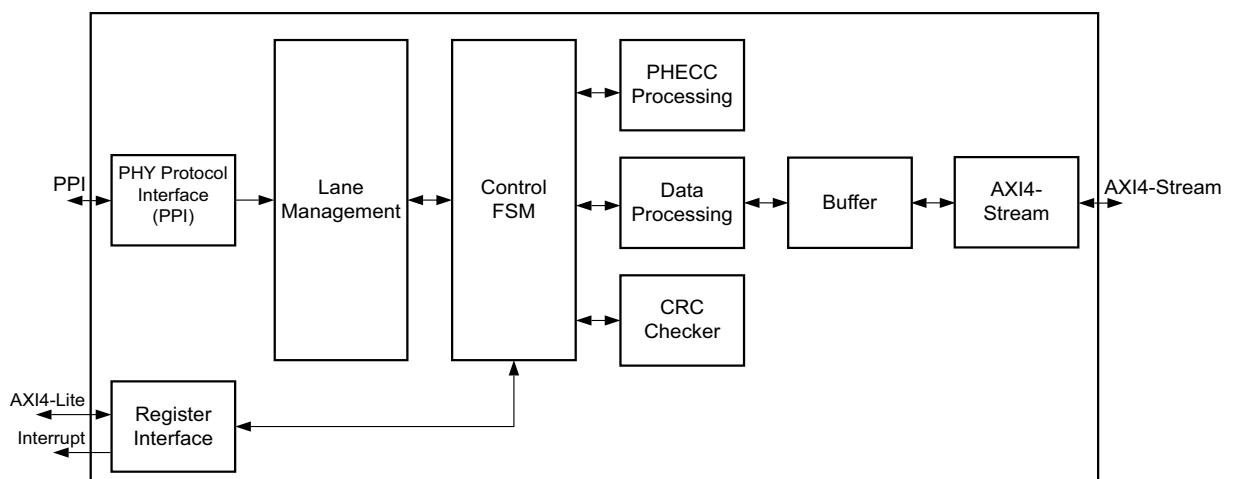 PPI
PHY Protocol
Interface
(PPI)
Lane
Management
Control
FSM
PHECC
Processing
Data
Processing
CRC
Checker
Buffer
AXI4-
Stream
AXI4-Stream
AXI4-Lite
Interrupt
Register
Interface